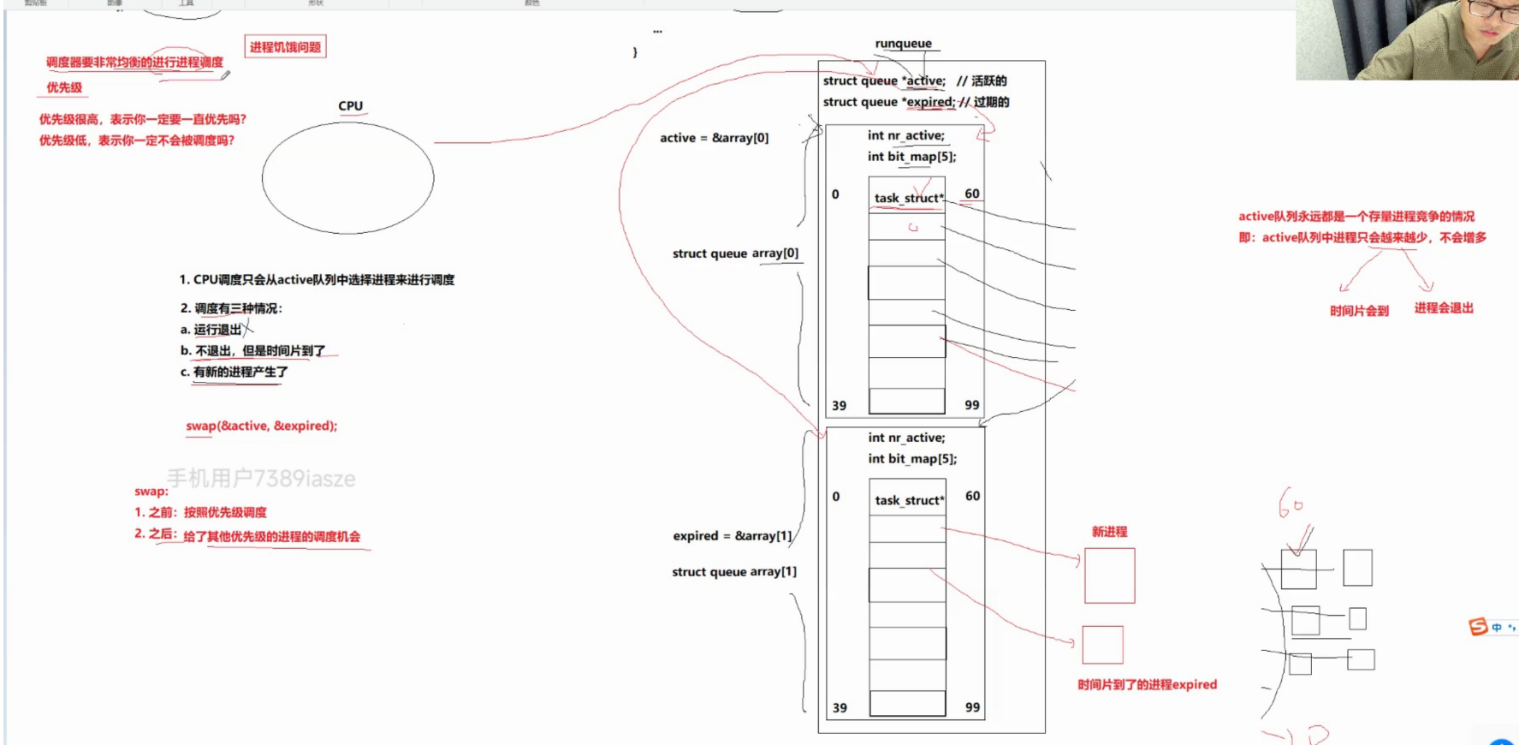 剪贴板
图像
工具
形状
颜色
进程饥饿问题
调度器要非常均衡的进行进程调度
优先级
优先级很高，表示你一定要一直优先吗?
优先级低，表示你一定不会被调度吗?
CPU
1. CPU调度只会从active队列中选择进程来进行调度
2. 调度有三种情况:
a. 运行退出
b. 不退出，但是时间片到了
c. 有新的进程产生了
swap(&active, &expired);
手机用户7389iasze
swap:
1. 之前：按照优先级调度
2. 之后：给了其他优先级的进程的调度机会
...
}
runqueue
struct queue *active; // 活跃的
struct queue *expired; // 过期的
active = &array[0]
int nr_active;
int bit_map[5];
0
task_struct*
60
struct queue array[0]
39
99
int nr_active;
int bit_map[5];
0
task_struct*
60
expired = &array[1]
struct queue array[1]
39
99
新进程
时间片到了的进程expired
active队列永远都是一个存量进程竞争的情况
即：active队列中进程只会越来越少，不会增多
时间片会到
进程会退出
60
中